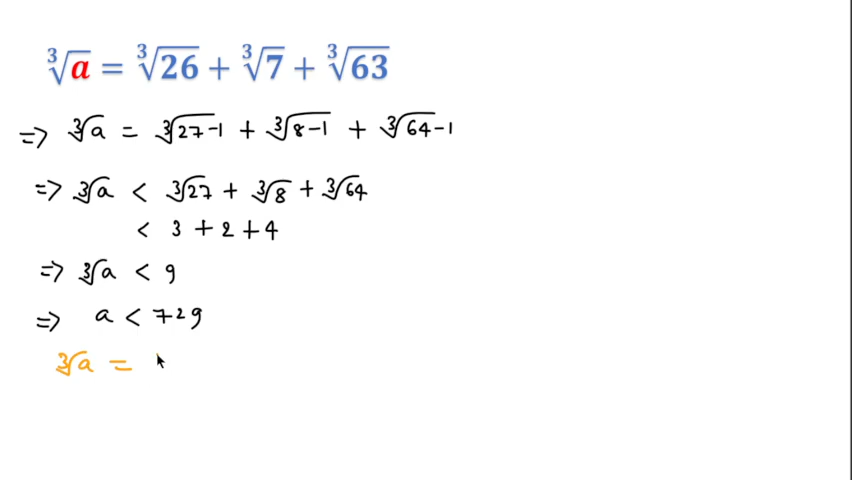 ∛a = ∛26 + ∛7 + ∛63
=> ∛a = ∛27-1 + ∛8-1 + ∛64-1
=> ∛a < ∛27 + ∛8 + ∛64
< 3 + 2 + 4
=> ∛a < 9
=> a < 729
∛a =